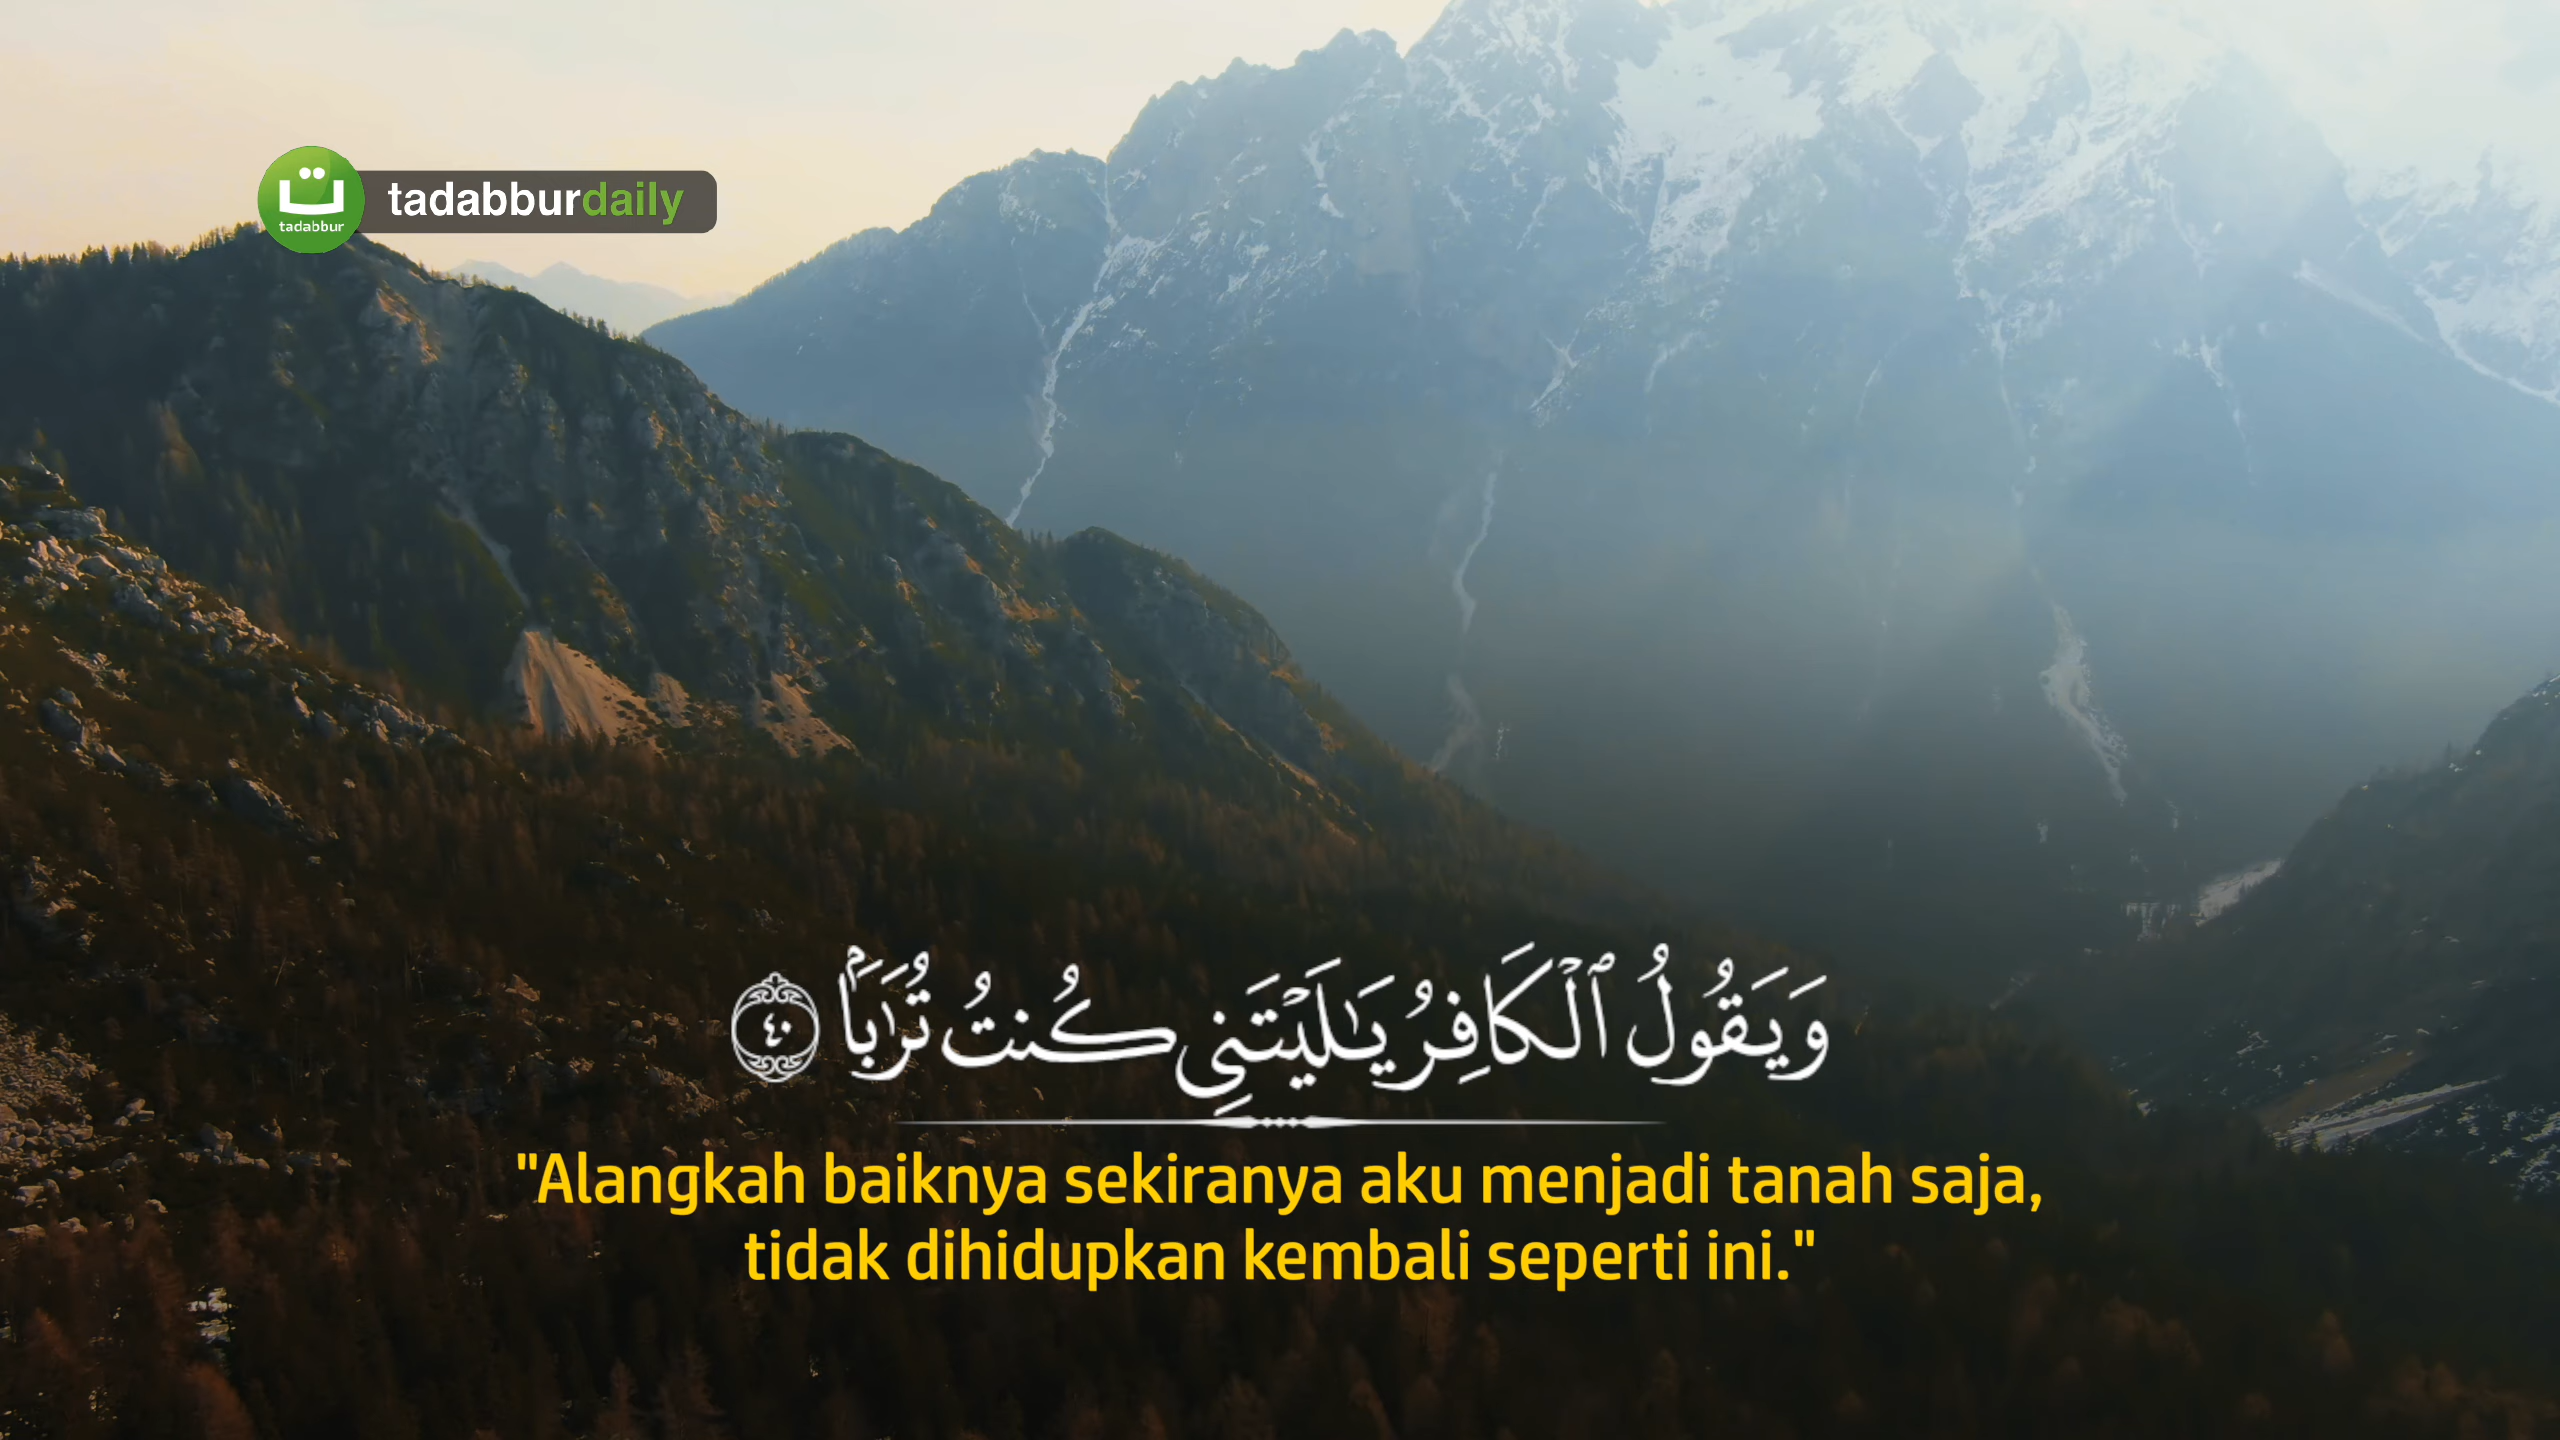 ت
tadabbur
tadabburdaily
وَيَقُولُ ٱلْكَافِرُ يَـٰلَيْتَنِى كُنتُ تُرَٰبَۢا ٤٠
"Alangkah baiknya sekiranya aku menjadi tanah saja,
tidak dihidupkan kembali seperti ini."